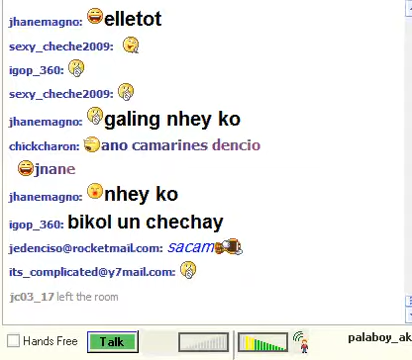 jhanemagno: elletot
sexy_cheche2009:
igop_360:
sexy_cheche2009:
jhanemagno: galing nhey ko
chickcharon: ano camarines dencio
jnane
jhanemagno: nhey ko
igop_360: bikol un chechay
jedenciso@rocketmail.com: sacam
its_complicated@y7mail.com:
jc03_17 left the room
Hands Free Talk palaboy_ak